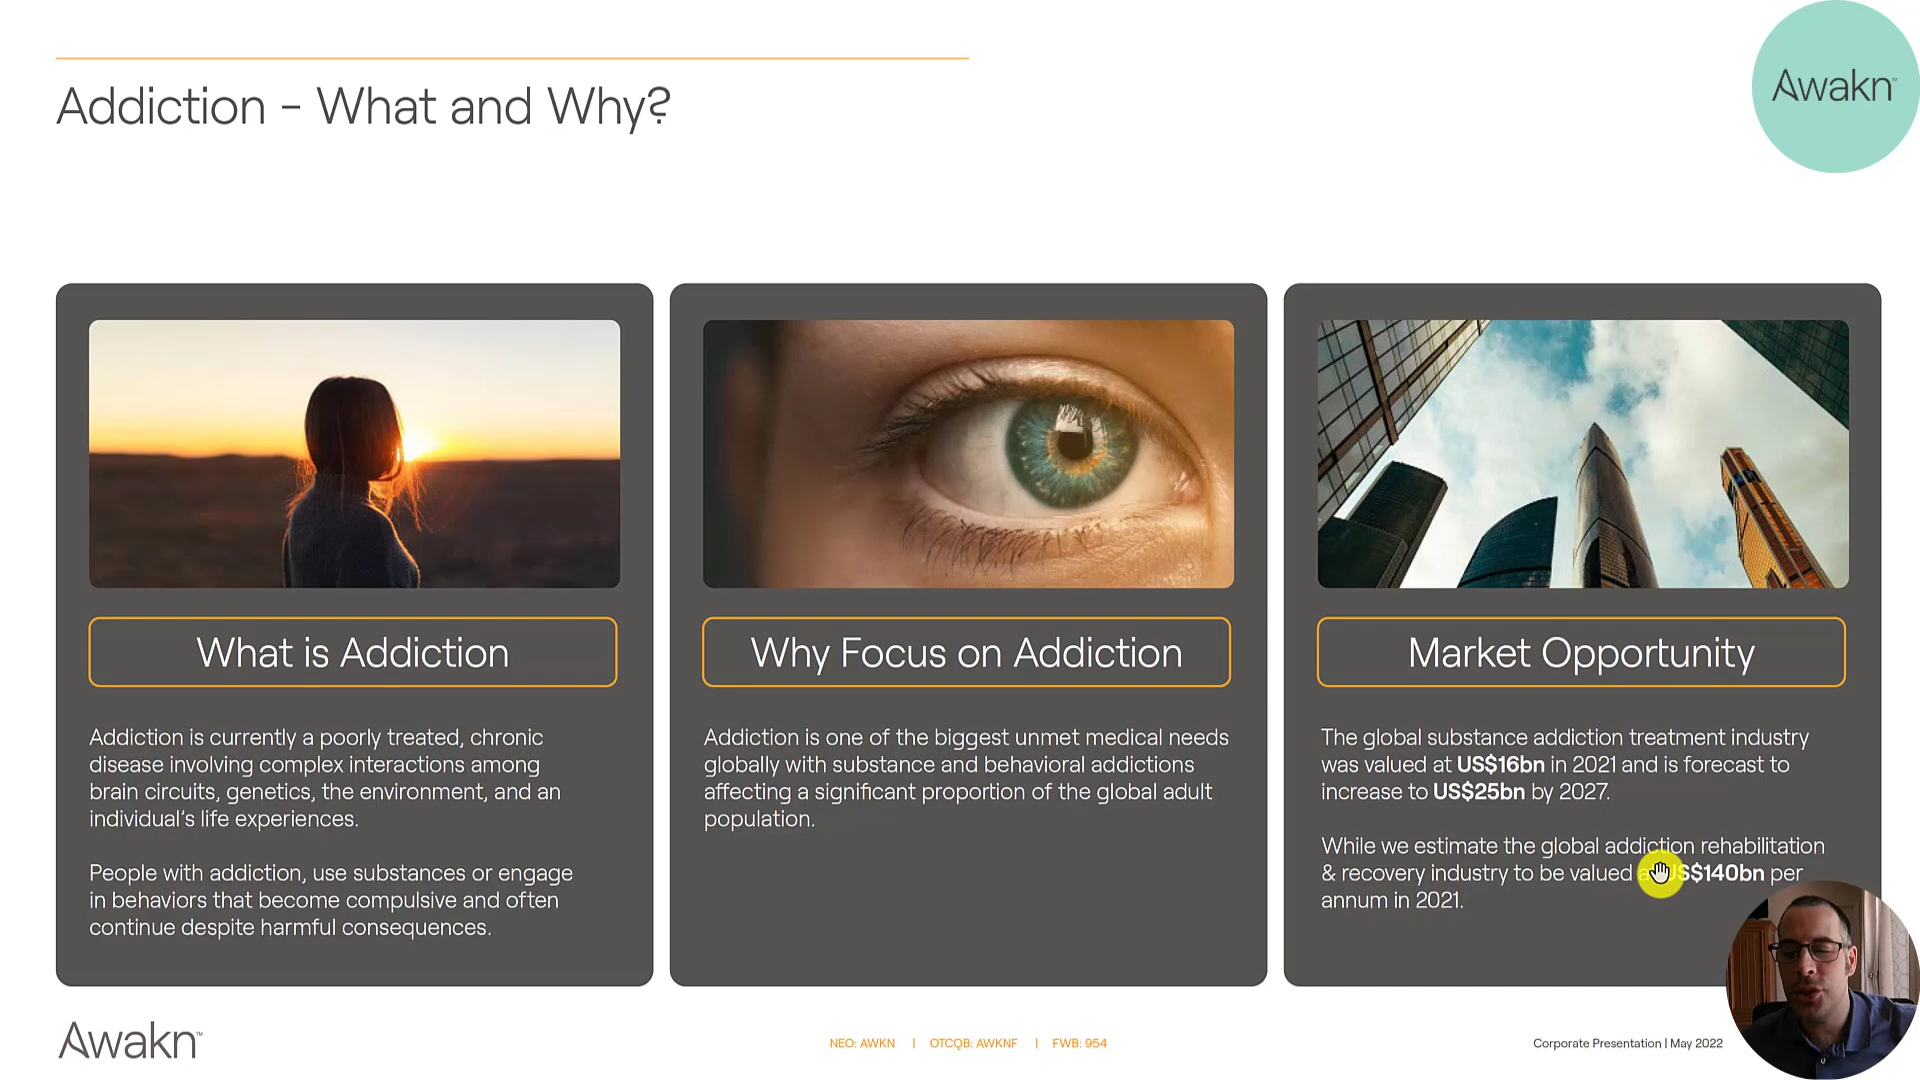 Addiction - What and Why?
Awakn™
What is Addiction
Addiction is currently a poorly treated, chronic
disease involving complex interactions among
brain circuits, genetics, the environment, and an
individual's life experiences.
People with addiction, use substances or engage
in behaviors that become compulsive and often
continue despite harmful consequences.
Why Focus on Addiction
Addiction is one of the biggest unmet medical needs
globally with substance and behavioral addictions
affecting a significant proportion of the global adult
population.
Market Opportunity
The global substance addiction treatment industry
was valued at US$16bn in 2021 and is forecast to
increase to US$25bn by 2027.
While we estimate the global addiction rehabilitation
& recovery industry to be valued US$140bn per
annum in 2021.
Awakn™
NEO: AWKN | OTCQB: AWKNF | FWB: 954
Corporate Presentation | May 2022